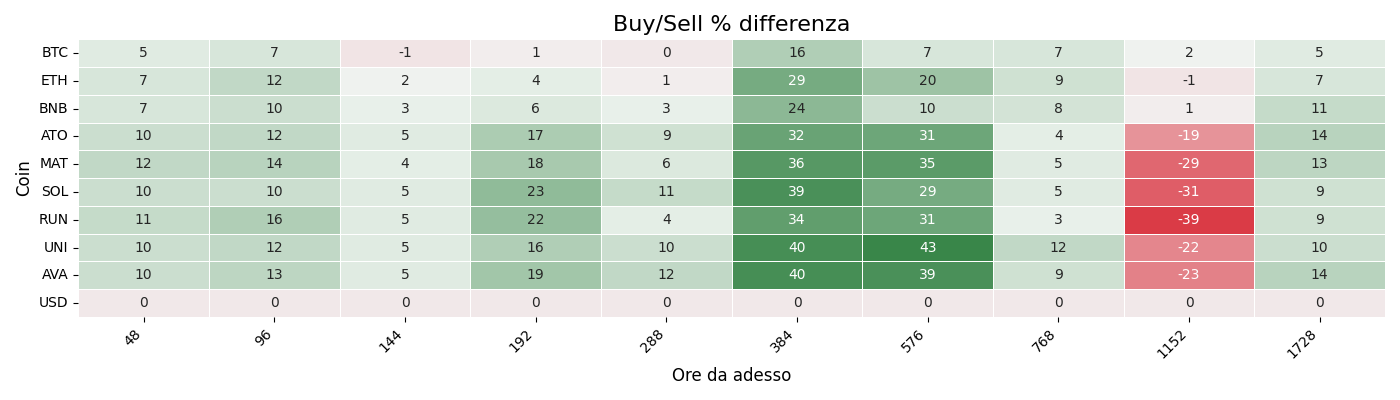 Buy/Sell % differenza
Coin
BTC 5 7 -1 1 0 16 7 7 2 5
ETH 7 12 2 4 1 29 20 9 -1 7
BNB 7 10 3 6 3 24 10 8 1 11
ATO 10 12 5 17 9 32 31 4 -19 14
MAT 12 14 4 18 6 36 35 5 -29 13
SOL 10 10 5 23 11 39 29 5 -31 9
RUN 11 16 5 22 4 34 31 3 -39 9
UNI 10 12 5 16 10 40 43 12 -22 10
AVA 10 13 5 19 12 40 39 9 -23 14
USD 0 0 0 0 0 0 0 0 0 0
48 96 144 192 288 384 576 768 1152 1728
Ore da adesso